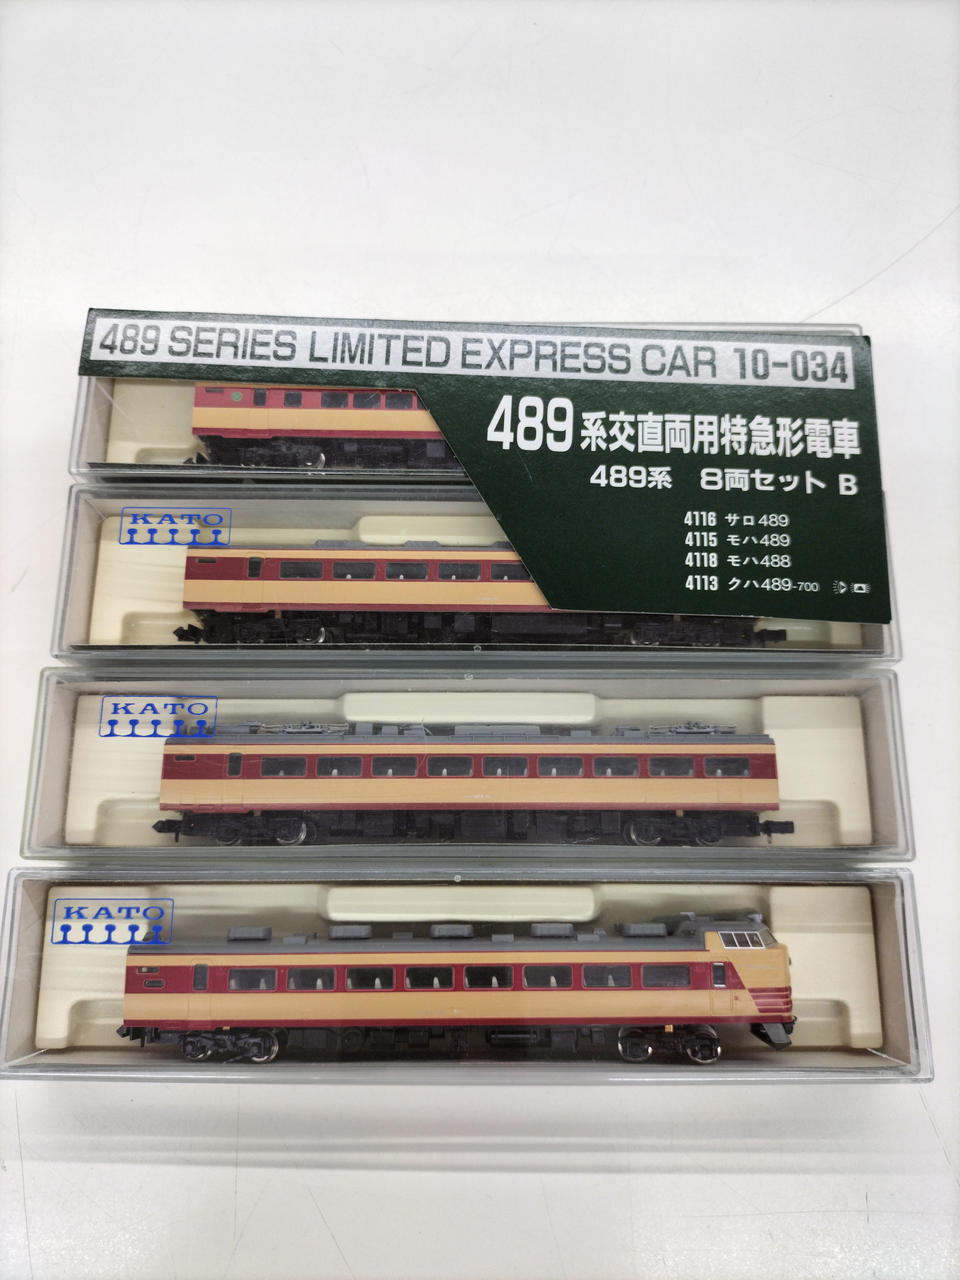 489 SERIES LIMITED EXPRESS CAR 10-034
489系交直両用特急形電車
489系 8両セット B
4116 サロ489
4115 モハ489
4118 モハ488
4113 クハ489-700
KATO
KATO
KATO